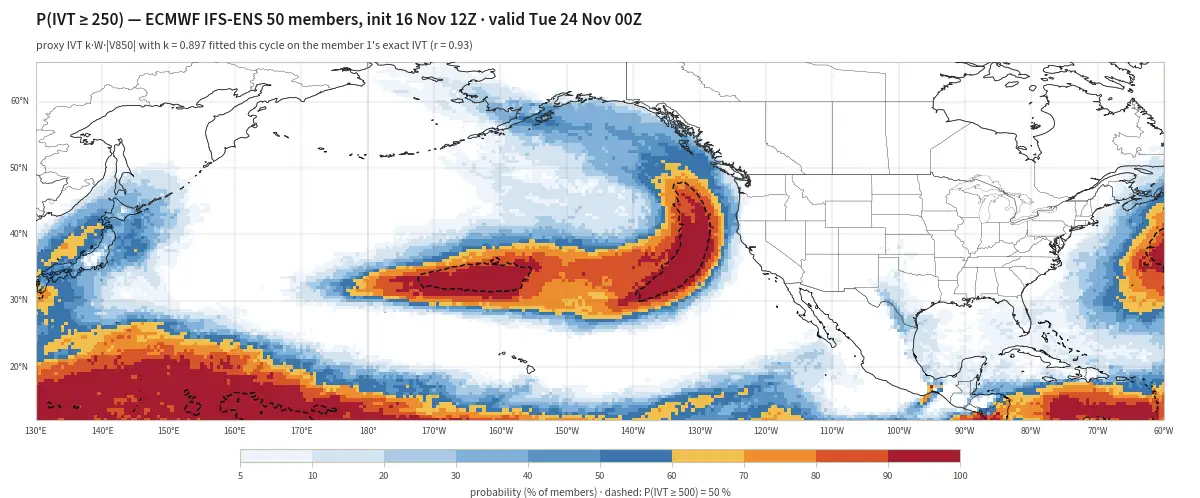 P(IVT ≥ 250) — ECMWF IFS-ENS 50 members, init 16 Nov 12Z · valid Tue 24 Nov 00Z
proxy IVT k·W·|V850| with k = 0.897 fitted this cycle on the member 1's exact IVT (r = 0.93)
60°N
50°N
40°N
30°N
20°N
130°E 140°E 150°E 160°E 170°E 180° 170°W 160°W 150°W 140°W 130°W 120°W 110°W 100°W 90°W 80°W 70°W 60°W
5 10 20 30 40 50 60 70 80 90 100
probability (% of members) · dashed: P(IVT ≥ 500) = 50 %